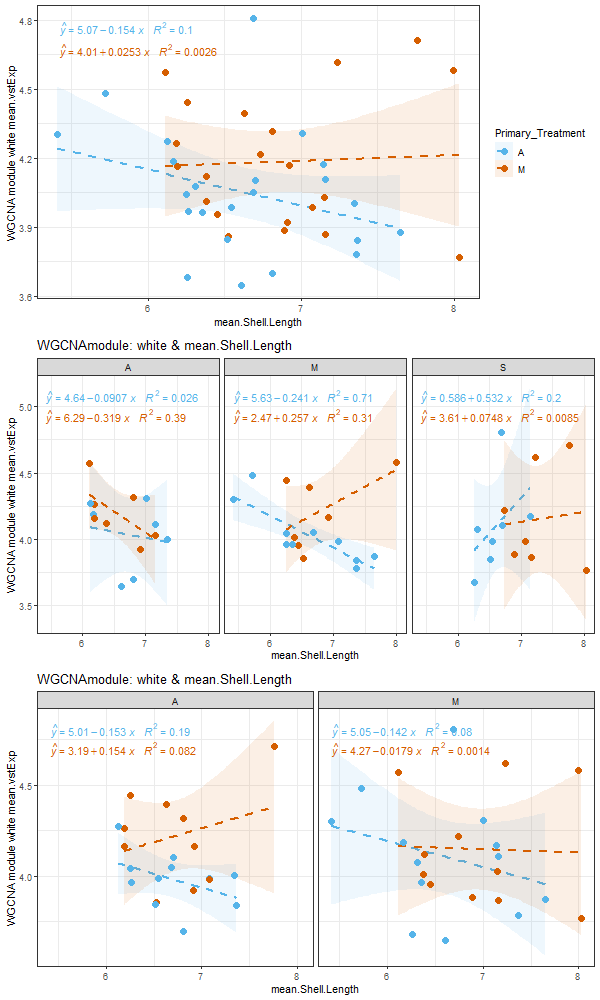 4.8
4.5
4.2
3.9
3.6
ŷ = 5.07 − 0.154 x R² = 0.1
ŷ = 4.01 + 0.0253 x R² = 0.0026
WGCNA module white mean.vstExp
6 7 8
mean.Shell.Length
Primary_Treatment
A
M
WGCNAmodule: white & mean.Shell.Length
A M S
ŷ = 4.64 − 0.0907 x R² = 0.026
ŷ = 6.29 − 0.319 x R² = 0.39
ŷ = 5.63 − 0.241 x R² = 0.71
ŷ = 2.47 + 0.257 x R² = 0.31
ŷ = 0.586 + 0.532 x R² = 0.2
ŷ = 3.61 + 0.0748 x R² = 0.0085
5.0
4.5
4.0
3.5
WGCNA module white mean.vstExp
6 7 8 6 7 8 6 7 8
mean.Shell.Length
WGCNAmodule: white & mean.Shell.Length
A M
ŷ = 5.01 − 0.153 x R² = 0.19
ŷ = 3.19 + 0.154 x R² = 0.082
ŷ = 5.05 − 0.142 x R² = 0.08
ŷ = 4.27 − 0.0179 x R² = 0.0014
4.5
4.0
WGCNA module white mean.vstExp
6 7 8 6 7 8
mean.Shell.Length